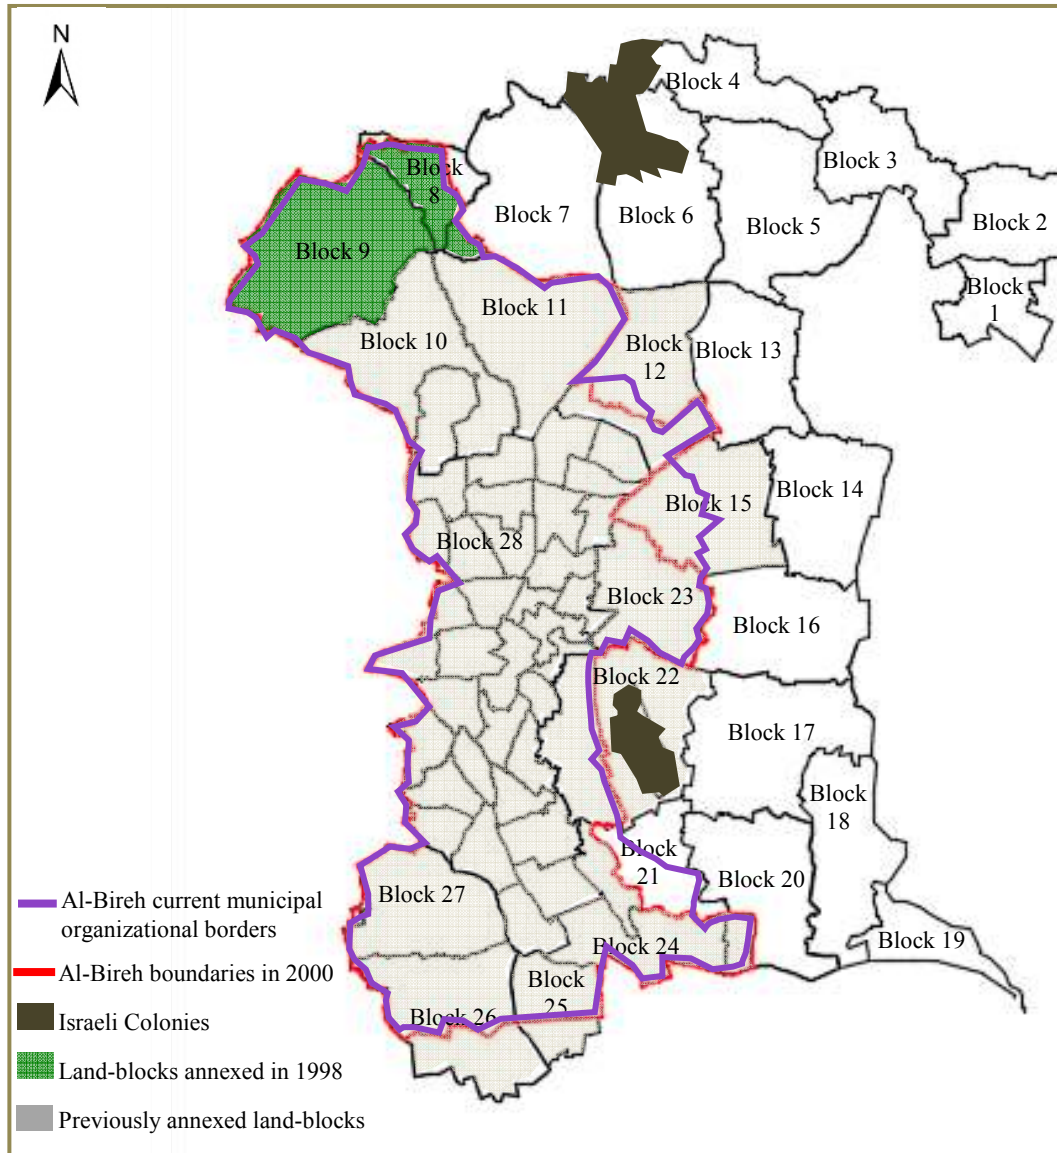 N
Block 4
Block 3
Block 8
Block 7
Block 6
Block 5
Block 2
Block 9
Block 1
Block 11
Block 10
Block 12
Block 13
Block 15
Block 14
Block 28
Block 23
Block 16
Block 22
Block 17
Block 18
Block 21
Block 20
Block 27
Block 24
Block 19
Block 25
Block 26
Al-Bireh current municipal
organizational borders
Al-Bireh boundaries in 2000
Israeli Colonies
Land-blocks annexed in 1998
Previously annexed land-blocks